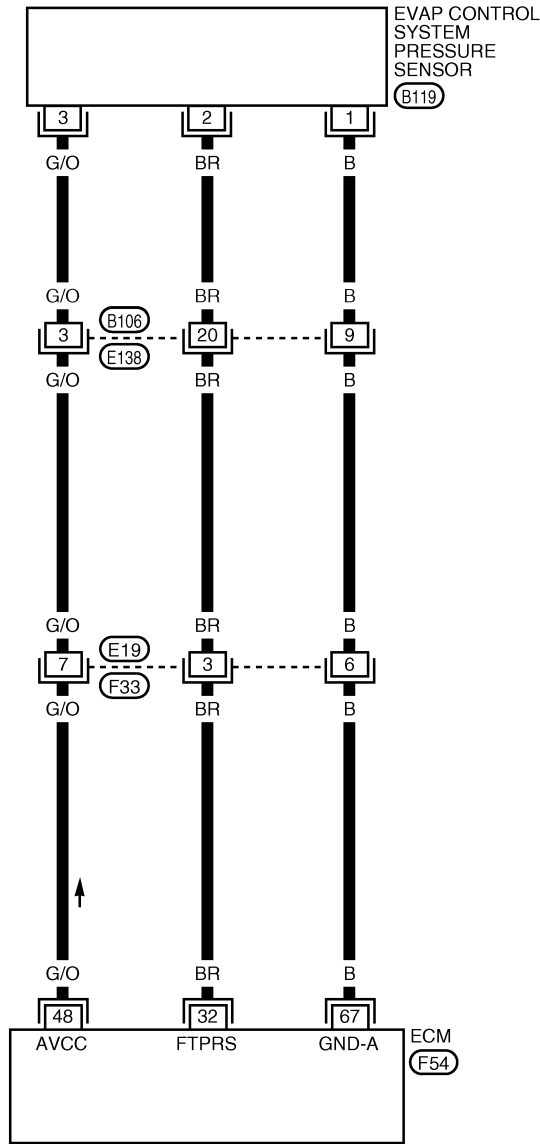 EVAP CONTROL
SYSTEM
PRESSURE
SENSOR
B119
3 2 1
G/O BR B
G/O BR B
B106
3 20 9
E138
G/O BR B
G/O BR B
E19
7 3 6
F33
G/O BR B
G/O BR B
48 32 67
AVCC FTPRS GND-A
ECM
F54